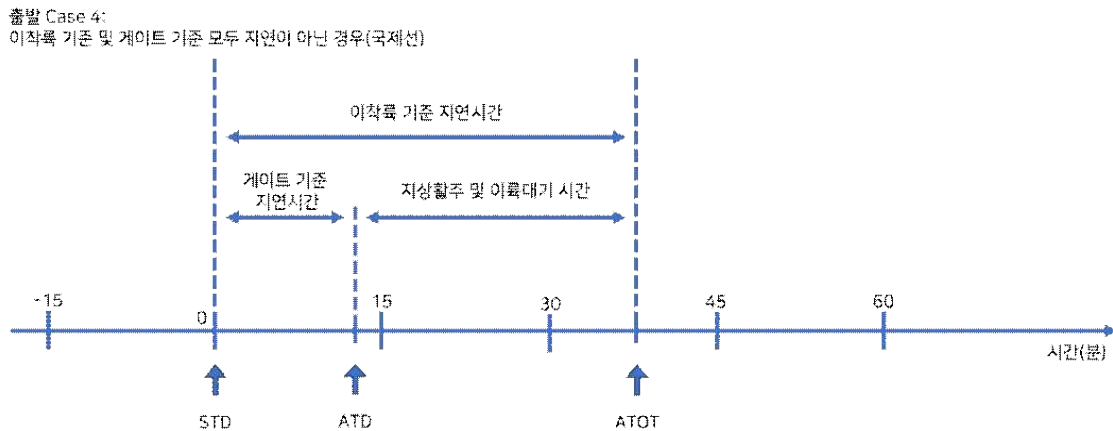 출발 Case 4:
이착륙 기준 및 게이트 기준 모두 지연이 아닌 경우(국제선)
이착륙 기준 지연시간
게이트 기준
지연시간
지상활주 및 이륙대기 시간
-15
0
15
30
45
60
시간(분)
STD
ATD
ATOT